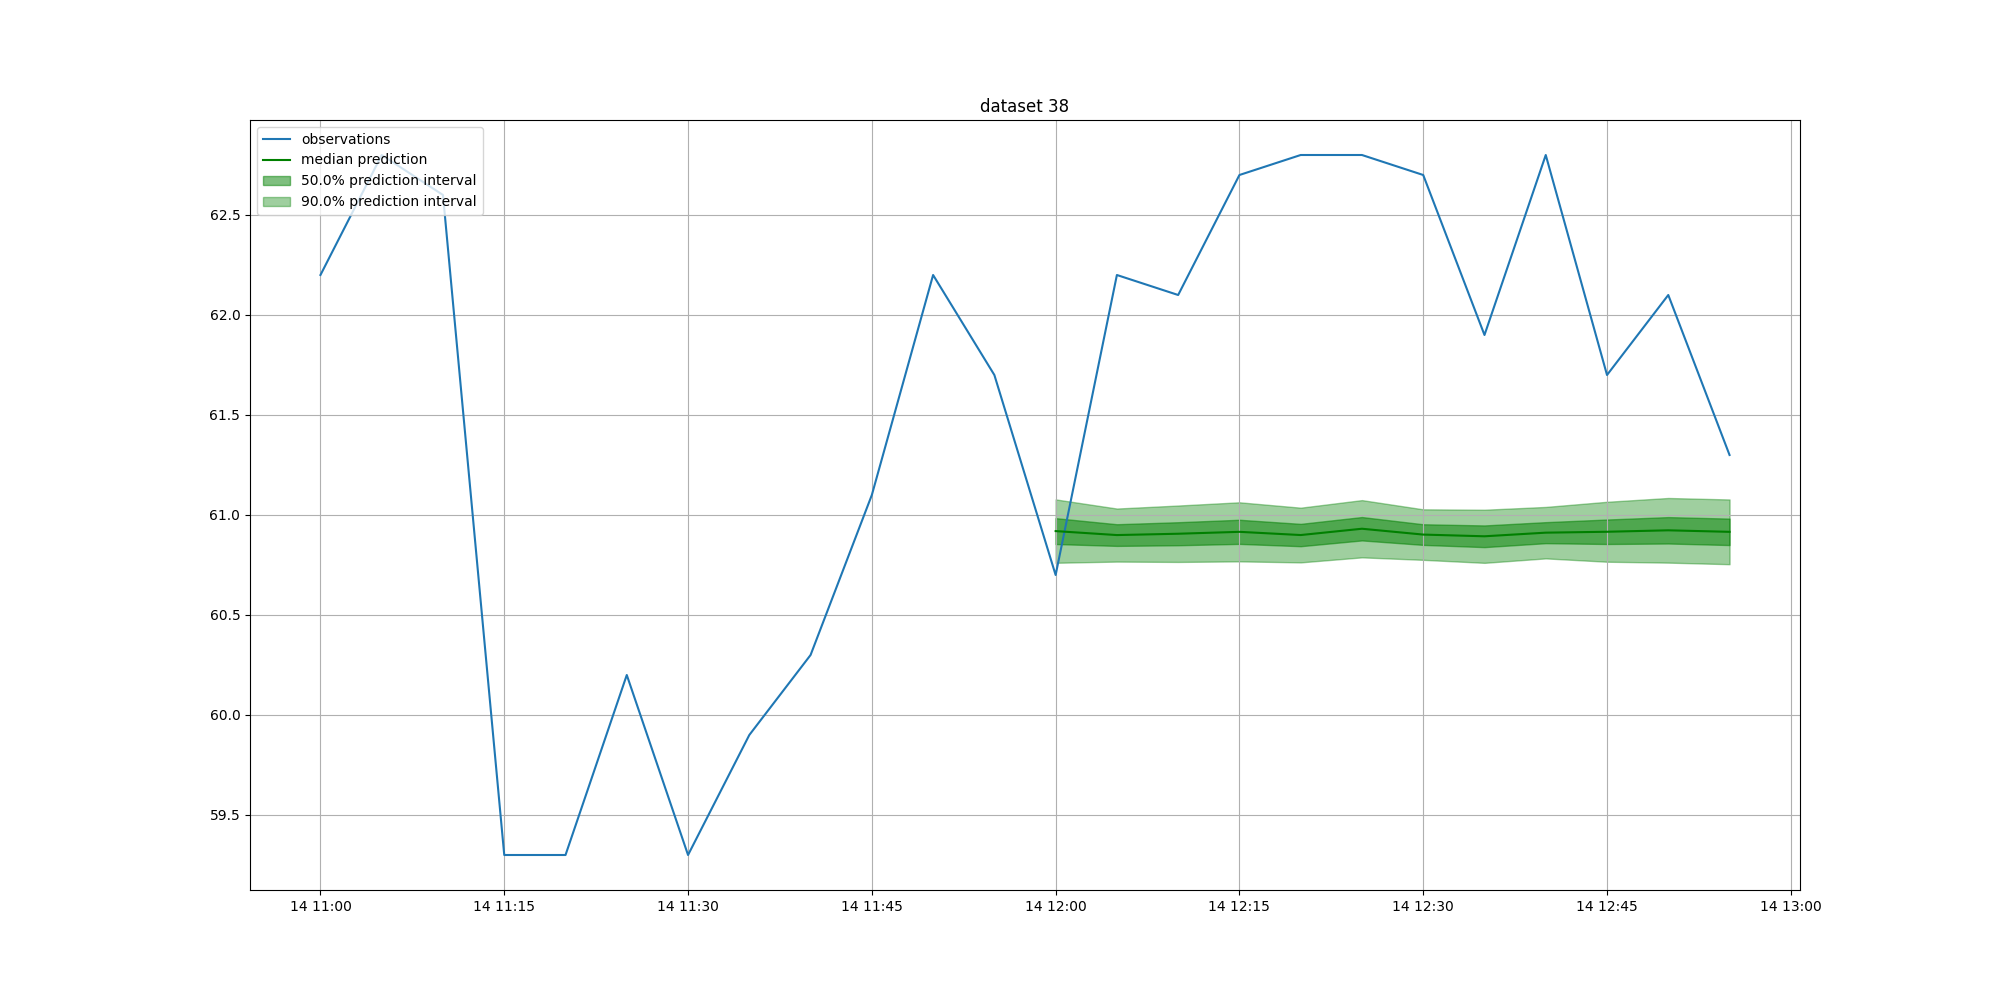 dataset 38
observations
median prediction
50.0% prediction interval
90.0% prediction interval
62.5
62.0
61.5
61.0
60.5
60.0
59.5
14 11:00 14 11:15 14 11:30 14 11:45 14 12:00 14 12:15 14 12:30 14 12:45 14 13:00